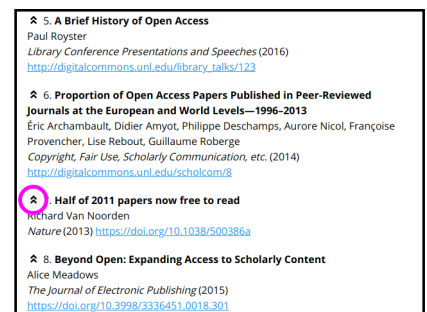 5. A Brief History of Open Access
Paul Royster
Library Conference Presentations and Speeches (2016)
http://digitalcommons.unl.edu/library_talks/123
6. Proportion of Open Access Papers Published in Peer-Reviewed
Journals at the European and World Levels—1996–2013
Éric Archambault, Didier Amyot, Philippe Deschamps, Aurore Nicol, Françoise
Provencher, Lise Rebout, Guillaume Roberge
Copyright, Fair Use, Scholarly Communication, etc. (2014)
http://digitalcommons.unl.edu/scholcom/8
. Half of 2011 papers now free to read
Richard Van Noorden
Nature (2013) https://doi.org/10.1038/500386a
8. Beyond Open: Expanding Access to Scholarly Content
Alice Meadows
The Journal of Electronic Publishing (2015)
https://doi.org/10.3998/3336451.0018.301